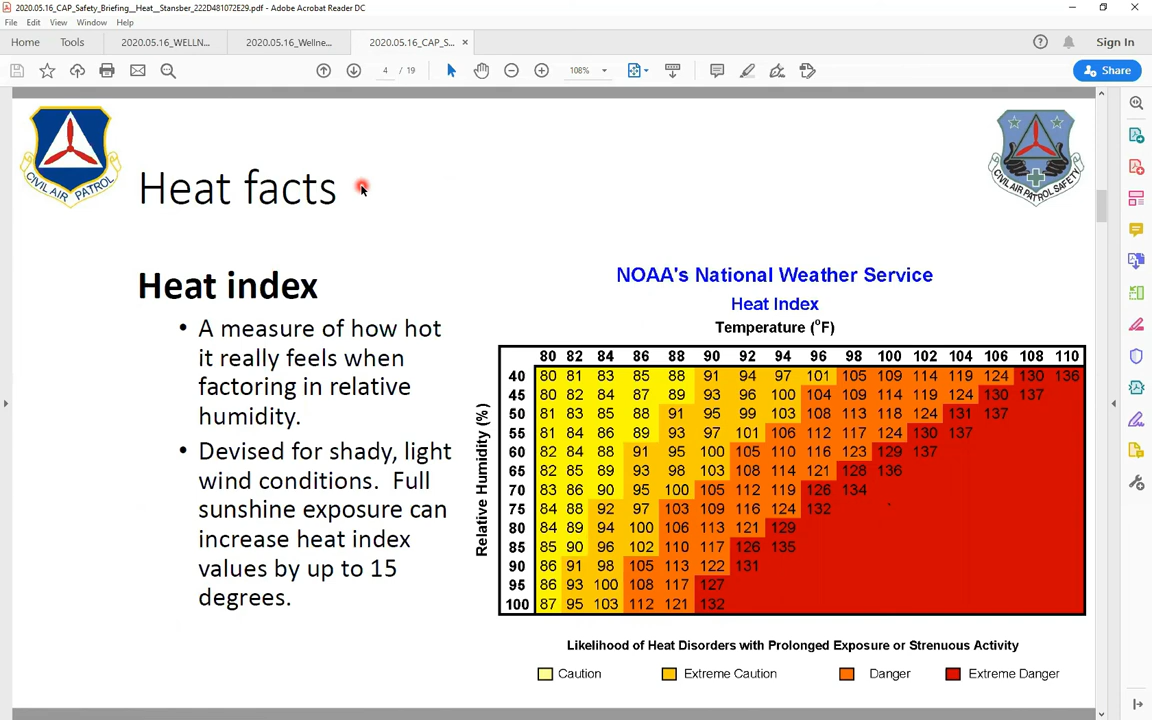 2020.05.16_CAP_Safety_Briefing__Heat__Stansber_222D481072E29.pdf - Adobe Acrobat Reader DC
File Edit View Window Help
Home Tools 2020.05.16_WELLN... 2020.05.16_Wellne... 2020.05.16_CAP_S... × Sign In
4 / 19 108% Share
CIVIL AIR PATROL
CIVIL AIR PATROL SAFETY
Heat facts
Heat index
• A measure of how hot
it really feels when
factoring in relative
humidity.
• Devised for shady, light
wind conditions. Full
sunshine exposure can
increase heat index
values by up to 15
degrees.
NOAA's National Weather Service
Heat Index
Temperature (°F)
Relative Humidity (%)
80 82 84 86 88 90 92 94 96 98 100 102 104 106 108 110
40 80 81 83 85 88 91 94 97 101 105 109 114 119 124 130 136
45 80 82 84 87 89 93 96 100 104 109 114 119 124 130 137
50 81 83 85 88 91 95 99 103 108 113 118 124 131 137
55 81 84 86 89 93 97 101 106 112 117 124 130 137
60 82 84 88 91 95 100 105 110 116 123 129 137
65 82 85 89 93 98 103 108 114 121 128 136
70 83 86 90 95 100 105 112 119 126 134
75 84 88 92 97 103 109 116 124 132
80 84 89 94 100 106 113 121 129
85 85 90 96 102 110 117 126 135
90 86 91 98 105 113 122 131
95 86 93 100 108 117 127
100 87 95 103 112 121 132
Likelihood of Heat Disorders with Prolonged Exposure or Strenuous Activity
Caution Extreme Caution Danger Extreme Danger